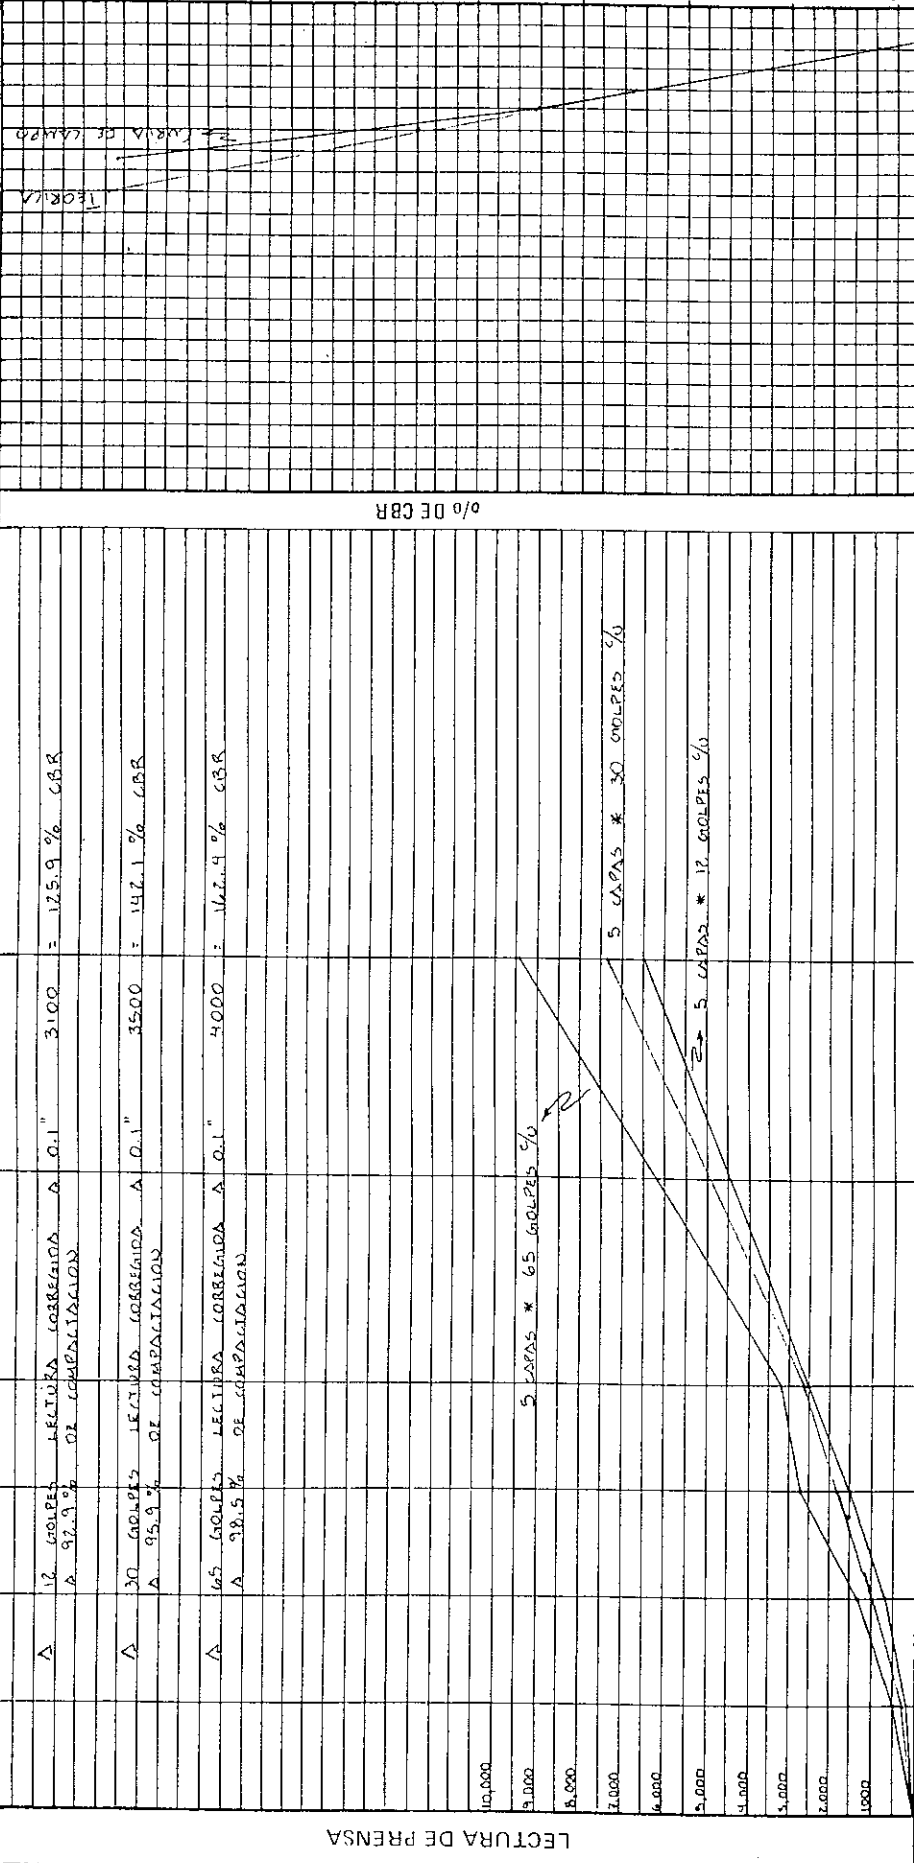 TEORICA
CURVA DE CAMPO
o/o DE CBR
LECTURA DE PRENSA
A 12 GOLPES LECTURA CORREGIDA A 0.1" 3100 = 125.9 % CBR
A 92.9 % DE COMPACTACION
A 30 GOLPES LECTURA CORREGIDA A 0.1" 3500 = 142.1 % CBR
A 95.9 % DE COMPACTACION
A 65 GOLPES LECTURA CORREGIDA A 0.1" 4000 = 162.4 % CBR
A 98.5 % DE COMPACTACION
10,000
9,000
8,000
7,000
6,000
5,000
4,000
3,000
2,000
1000
5 CAPAS * 65 GOLPES c/u
5 CAPAS * 30 GOLPES c/u
5 CAPAS * 12 GOLPES c/u